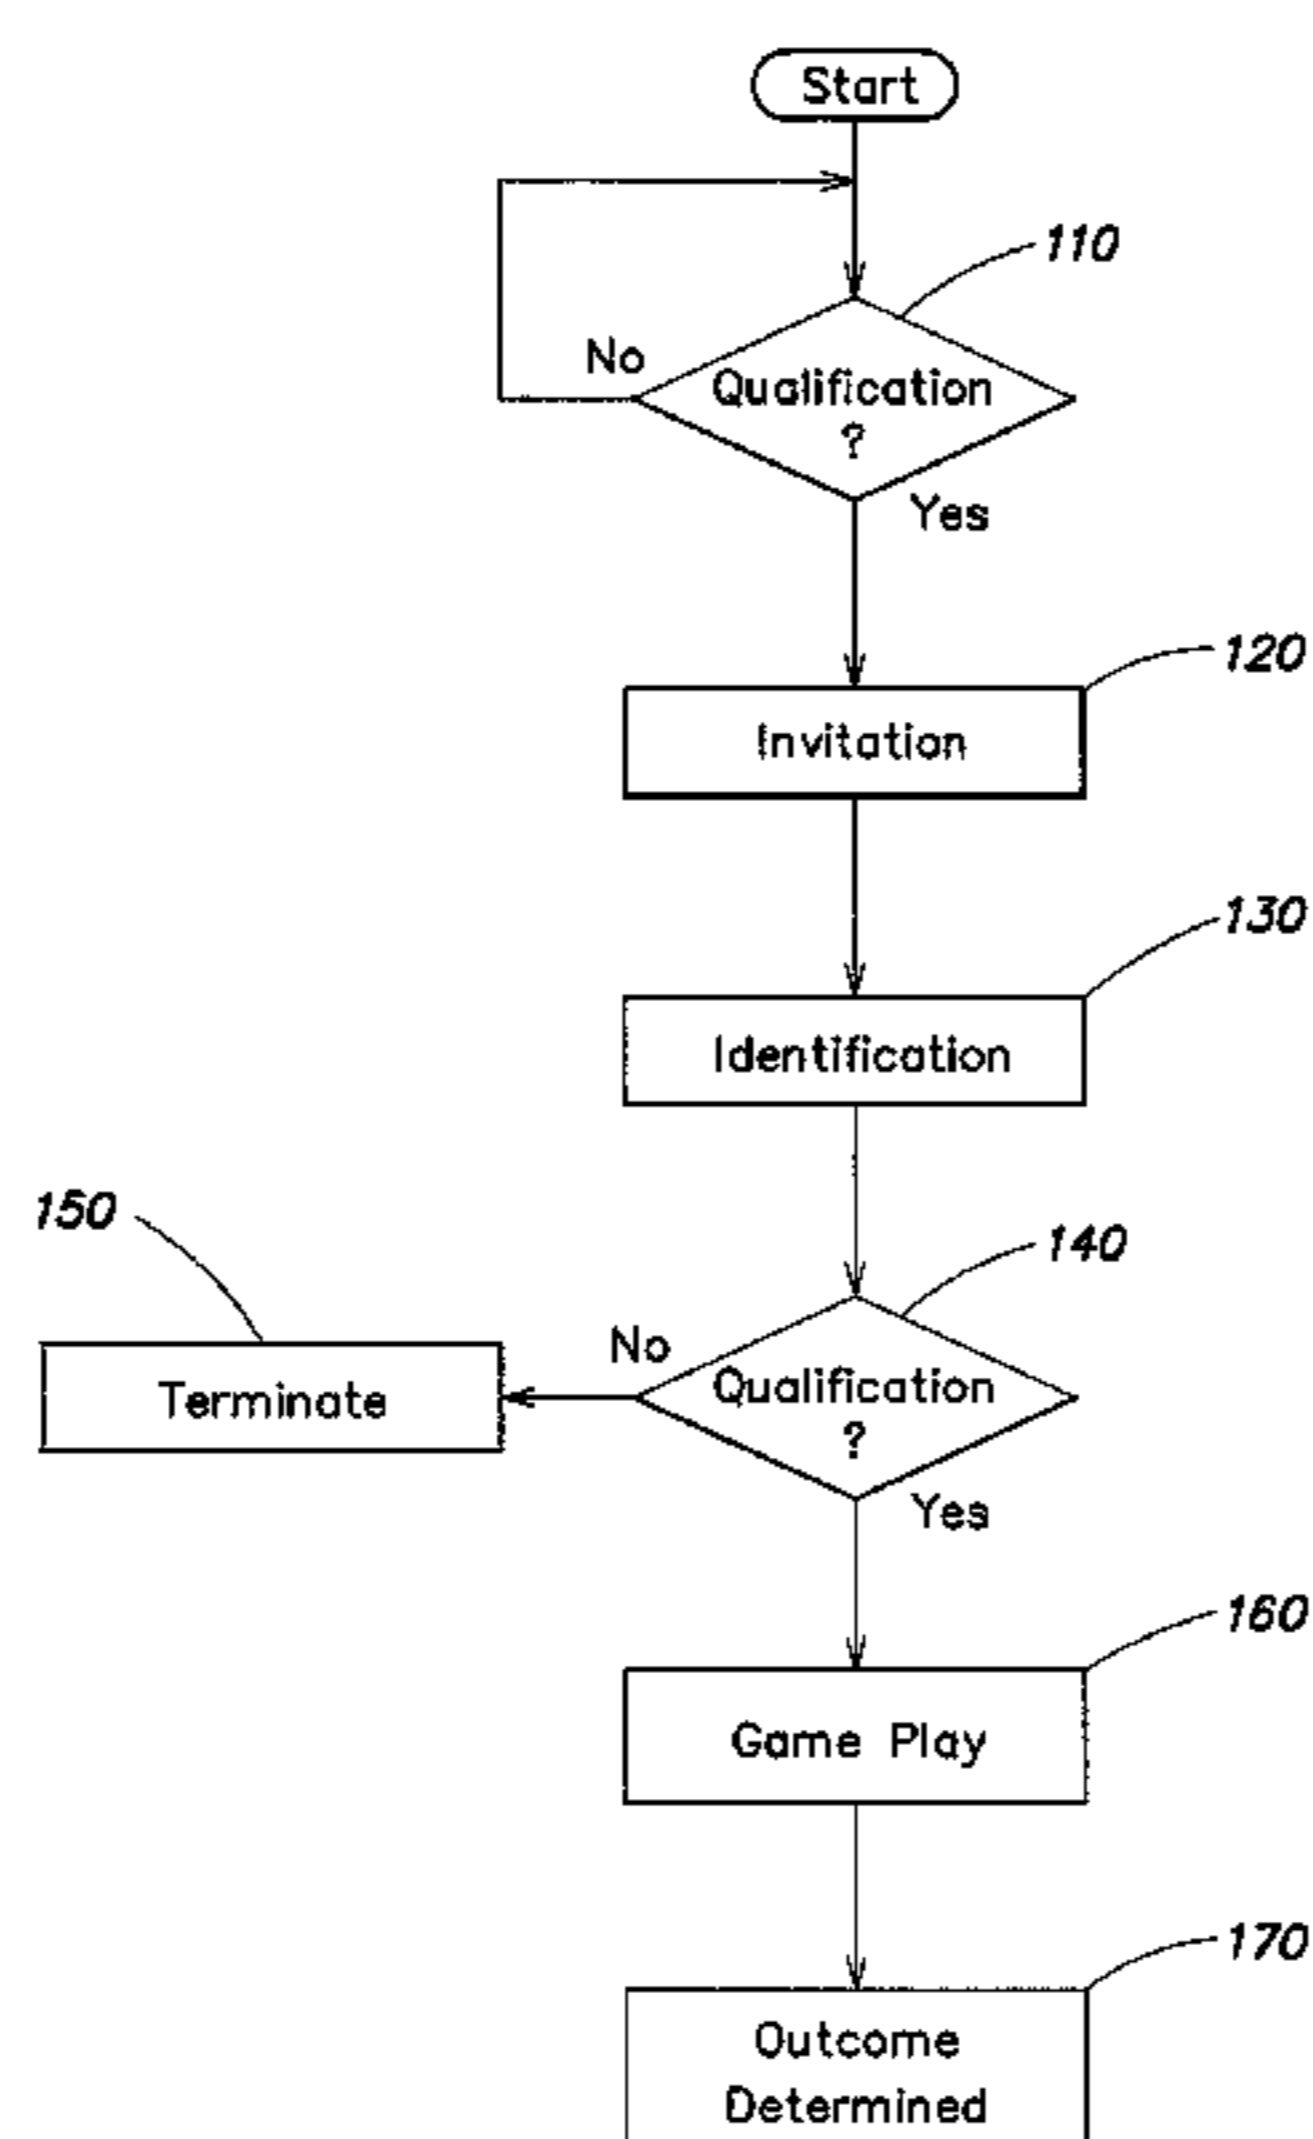 Start
110
No
Qualification
?
Yes
120
Invitation
130
Identification
150
140
No
Terminate
Qualification
?
Yes
160
Game Play
170
Outcome
Determined